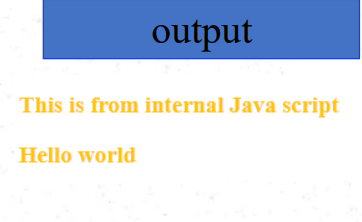 output
This is from internal Java script
Hello world